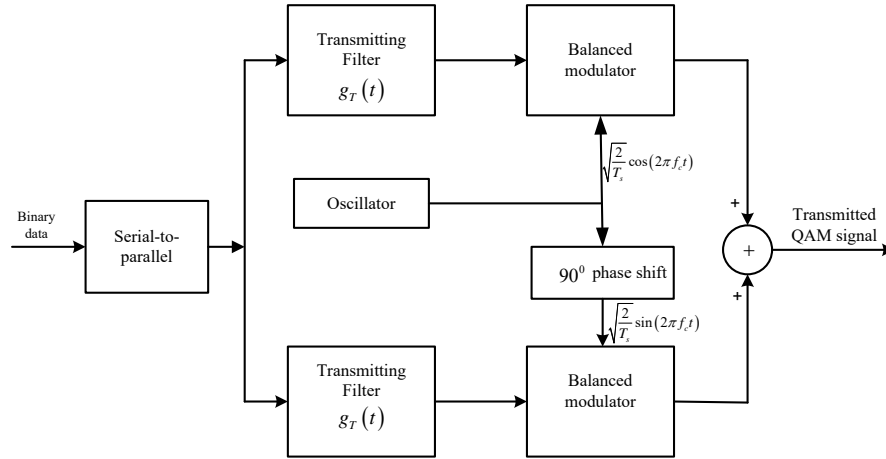 Transmitting
Filter
g_T(t)
Balanced
modulator
√(2/T_s) cos(2πf_c t)
Oscillator
Binary
data
Serial-to-
parallel
+
Transmitted
QAM signal
+
90⁰ phase shift
+
√(2/T_s) sin(2πf_c t)
Transmitting
Filter
g_T(t)
Balanced
modulator